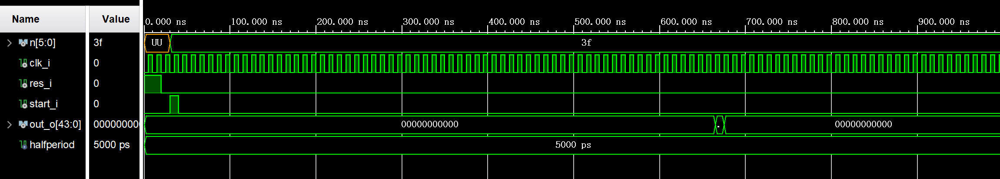 Name Value
0.000 ns 100.000 ns 200.000 ns 300.000 ns 400.000 ns 500.000 ns 600.000 ns 700.000 ns 800.000 ns 900.000 ns
n[5:0] 3f UU 3f
clk_i 0
res_i 0
start_i 0
out_o[43:0] 000000000 00000000000 . 00000000000
halfperiod 5000 ps 5000 ps